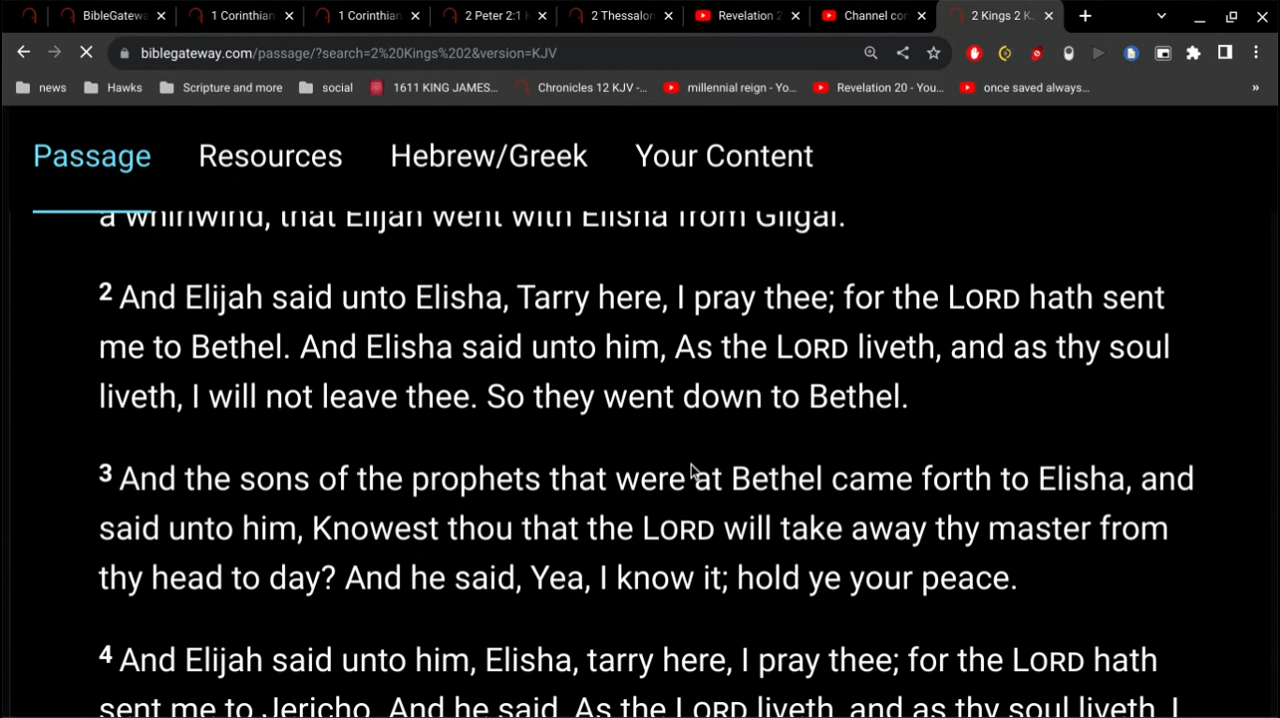 BibleGatewa
1 Corinthian
1 Corinthian
2 Peter 2:1
2 Thessalon
Revelation 2
Channel cor
2 Kings 2 K
biblegateway.com/passage/?search=2%20Kings%202&version=KJV
news
Hawks
Scripture and more
social
1611 KING JAMES...
Chronicles 12 KJV -...
millennial reign - Yo...
Revelation 20 - You...
once saved always...
»
Passage
Resources
Hebrew/Greek
Your Content
a whirlwind, that Elijah went with Elisha from Gilgal.
2 And Elijah said unto Elisha, Tarry here, I pray thee; for the LORD hath sent
me to Bethel. And Elisha said unto him, As the LORD liveth, and as thy soul
liveth, I will not leave thee. So they went down to Bethel.
3 And the sons of the prophets that were at Bethel came forth to Elisha, and
said unto him, Knowest thou that the LORD will take away thy master from
thy head to day? And he said, Yea, I know it; hold ye your peace.
4 And Elijah said unto him, Elisha, tarry here, I pray thee; for the LORD hath
sent me to Jericho. And he said, As the LORD liveth, and as thy soul liveth, I